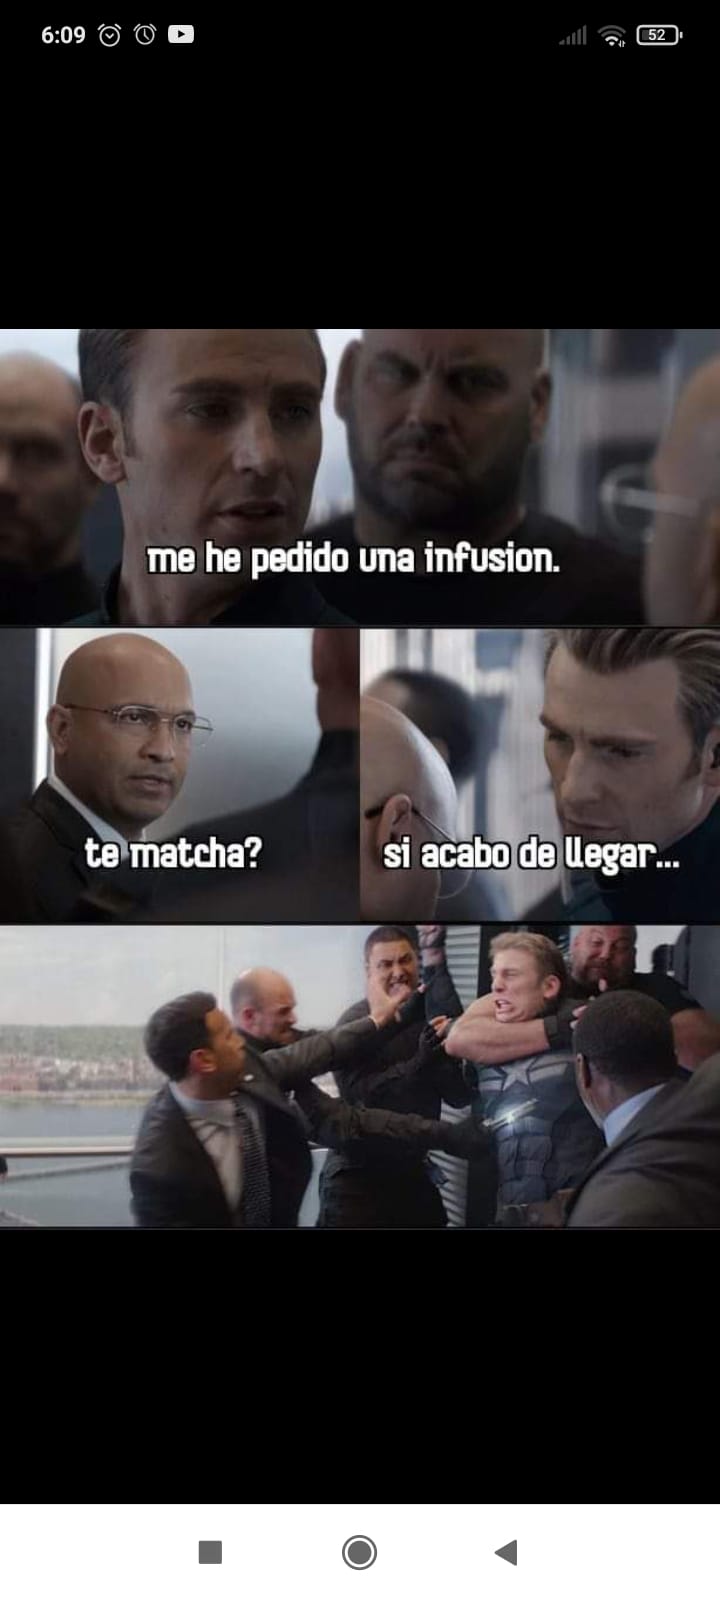 6:09
52
me he pedido una infusion.
te matcha?
si acabo de llegar...